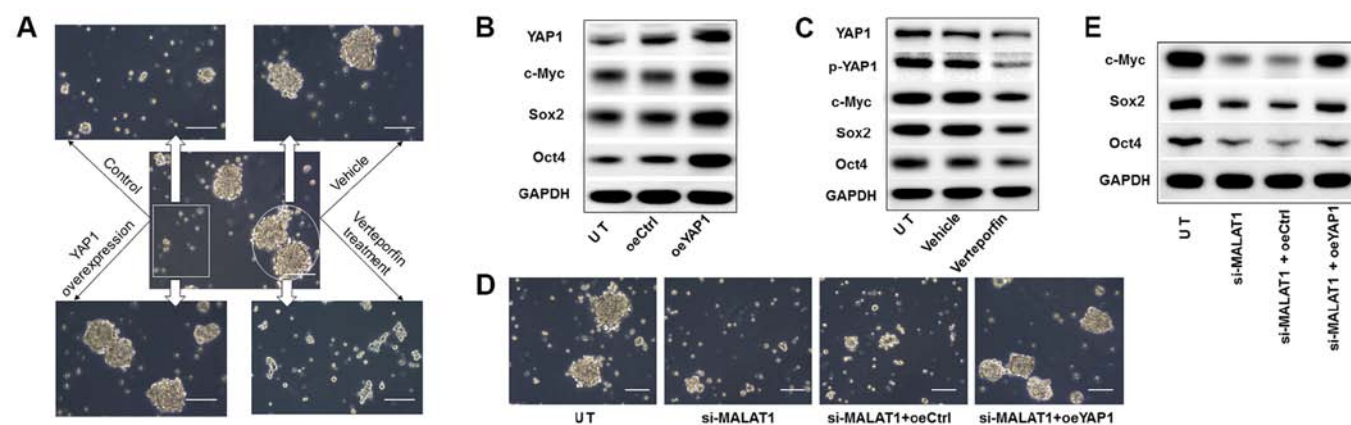 A
Control
Vehicle
YAP1
overexpression
Verteporfin
treatment
B
YAP1
c-Myc
Sox2
Oct4
GAPDH
UT
oeCtrl
oeYAP1
C
YAP1
p-YAP1
c-Myc
Sox2
Oct4
GAPDH
UT
Vehicle
Verteporfin
D
UT
si-MALAT1
si-MALAT1+oeCtrl
si-MALAT1+oeYAP1
E
c-Myc
Sox2
Oct4
GAPDH
UT
si-MALAT1
si-MALAT1 + oeCtrl
si-MALAT1 + oeYAP1